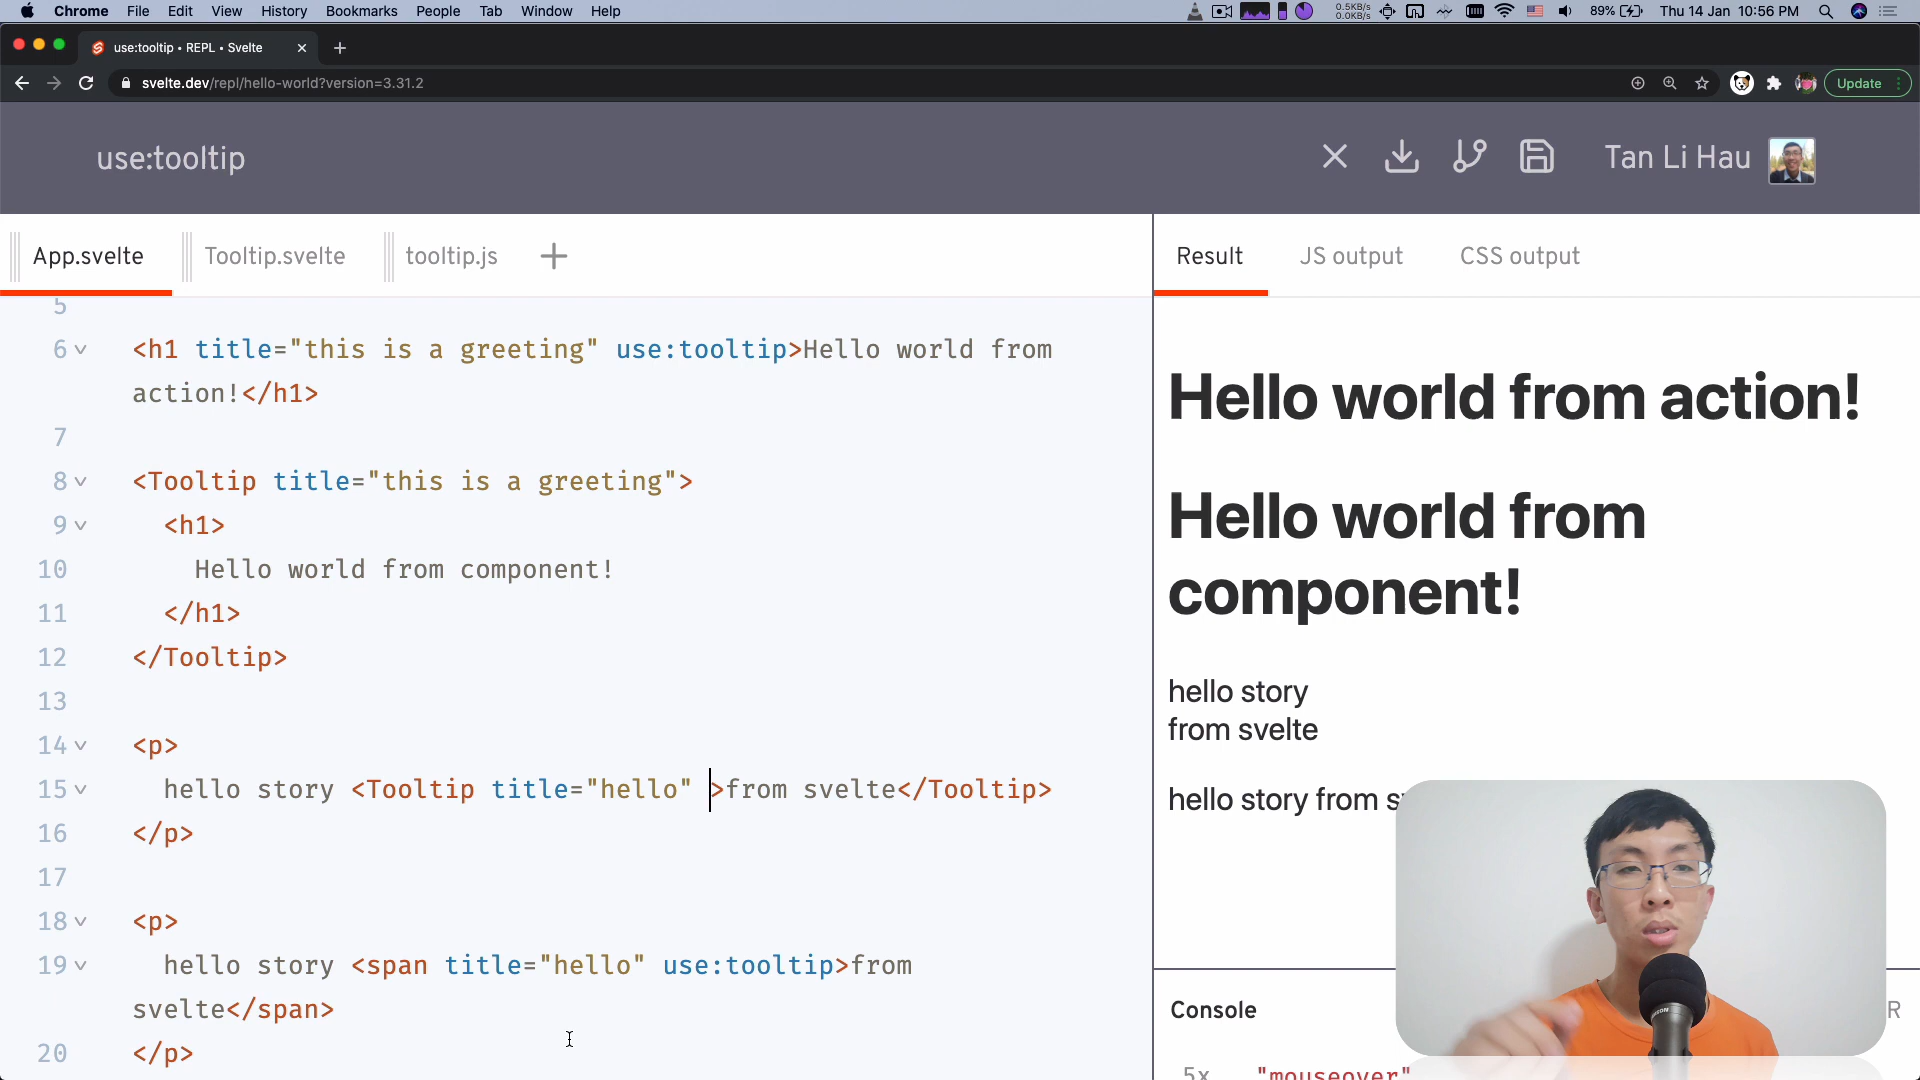 Chrome File Edit View History Bookmarks People Tab Window Help
0.5KB/s
0.0KB/s
89%
Thu 14 Jan 10:56 PM
use:tooltip • REPL • Svelte
svelte.dev/repl/hello-world?version=3.31.2
Update
use:tooltip
Tan Li Hau
App.svelte
Tooltip.svelte
tooltip.js
Result
JS output
CSS output
5
6 <h1 title="this is a greeting" use:tooltip>Hello world from
action!</h1>
7
8 <Tooltip title="this is a greeting">
9 <h1>
10 Hello world from component!
11 </h1>
12 </Tooltip>
13
14 <p>
15 hello story <Tooltip title="hello" >from svelte</Tooltip>
16 </p>
17
18 <p>
19 hello story <span title="hello" use:tooltip>from
svelte</span>
20 </p>
Hello world from action!
Hello world from
component!
hello story
from svelte
hello story from s
Console
R
5x "mouseover"